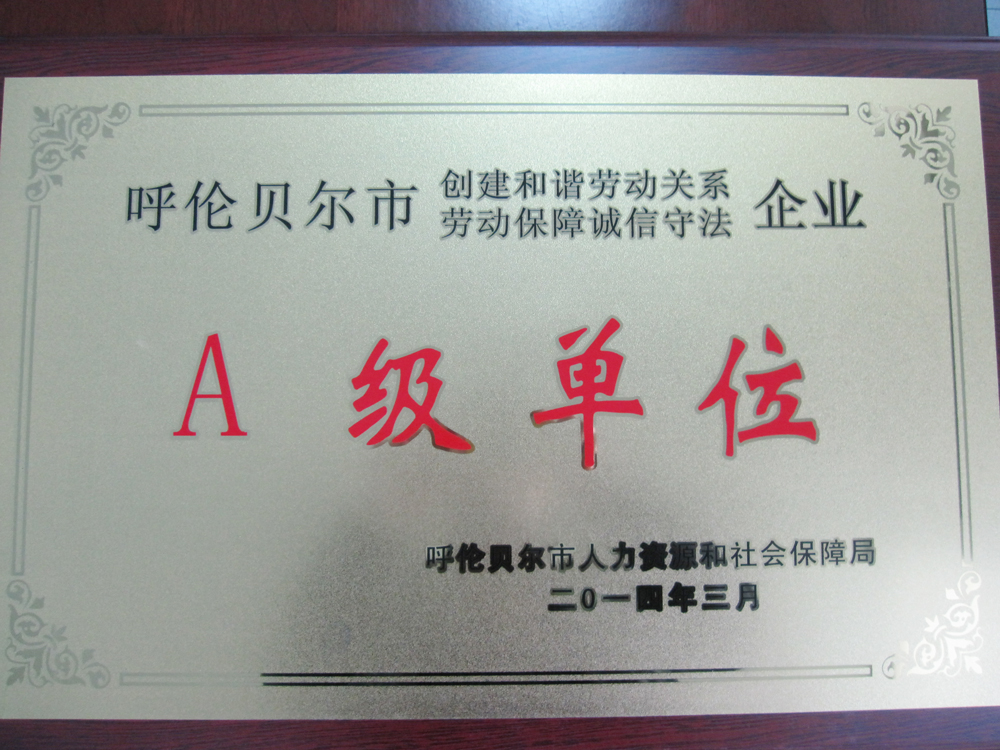 呼伦贝尔市 创建和谐劳动关系 企业
劳动保障诚信守法
A级单位
呼伦贝尔市人力资源和社会保障局
二0一四年三月